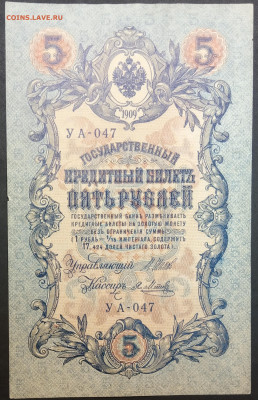 COINS.LAVE.RU
5 5
1909
УА-047
ГОСУДАРСТВЕННЫЙ
КРЕДИТНЫЙ БИЛЕТЪ
ПЯТЬ РУБЛЕЙ
ГОСУДАРСТВЕННЫЙ БАНКЪ РАЗМѢНИВАЕТЪ
КРЕДИТНЫЕ БИЛЕТЫ НА ЗОЛОТУЮ МОНЕТУ
БЕЗЪ ОГРАНИЧЕНІЯ СУММЫ
1 РУБЛЬ = 1/15 ИМПЕРІАЛА, СОДЕРЖИТЪ
17,424 ДОЛЕЙ ЧИСТАГО ЗОЛОТА
Управляющій
Кассиръ
УА-047
5